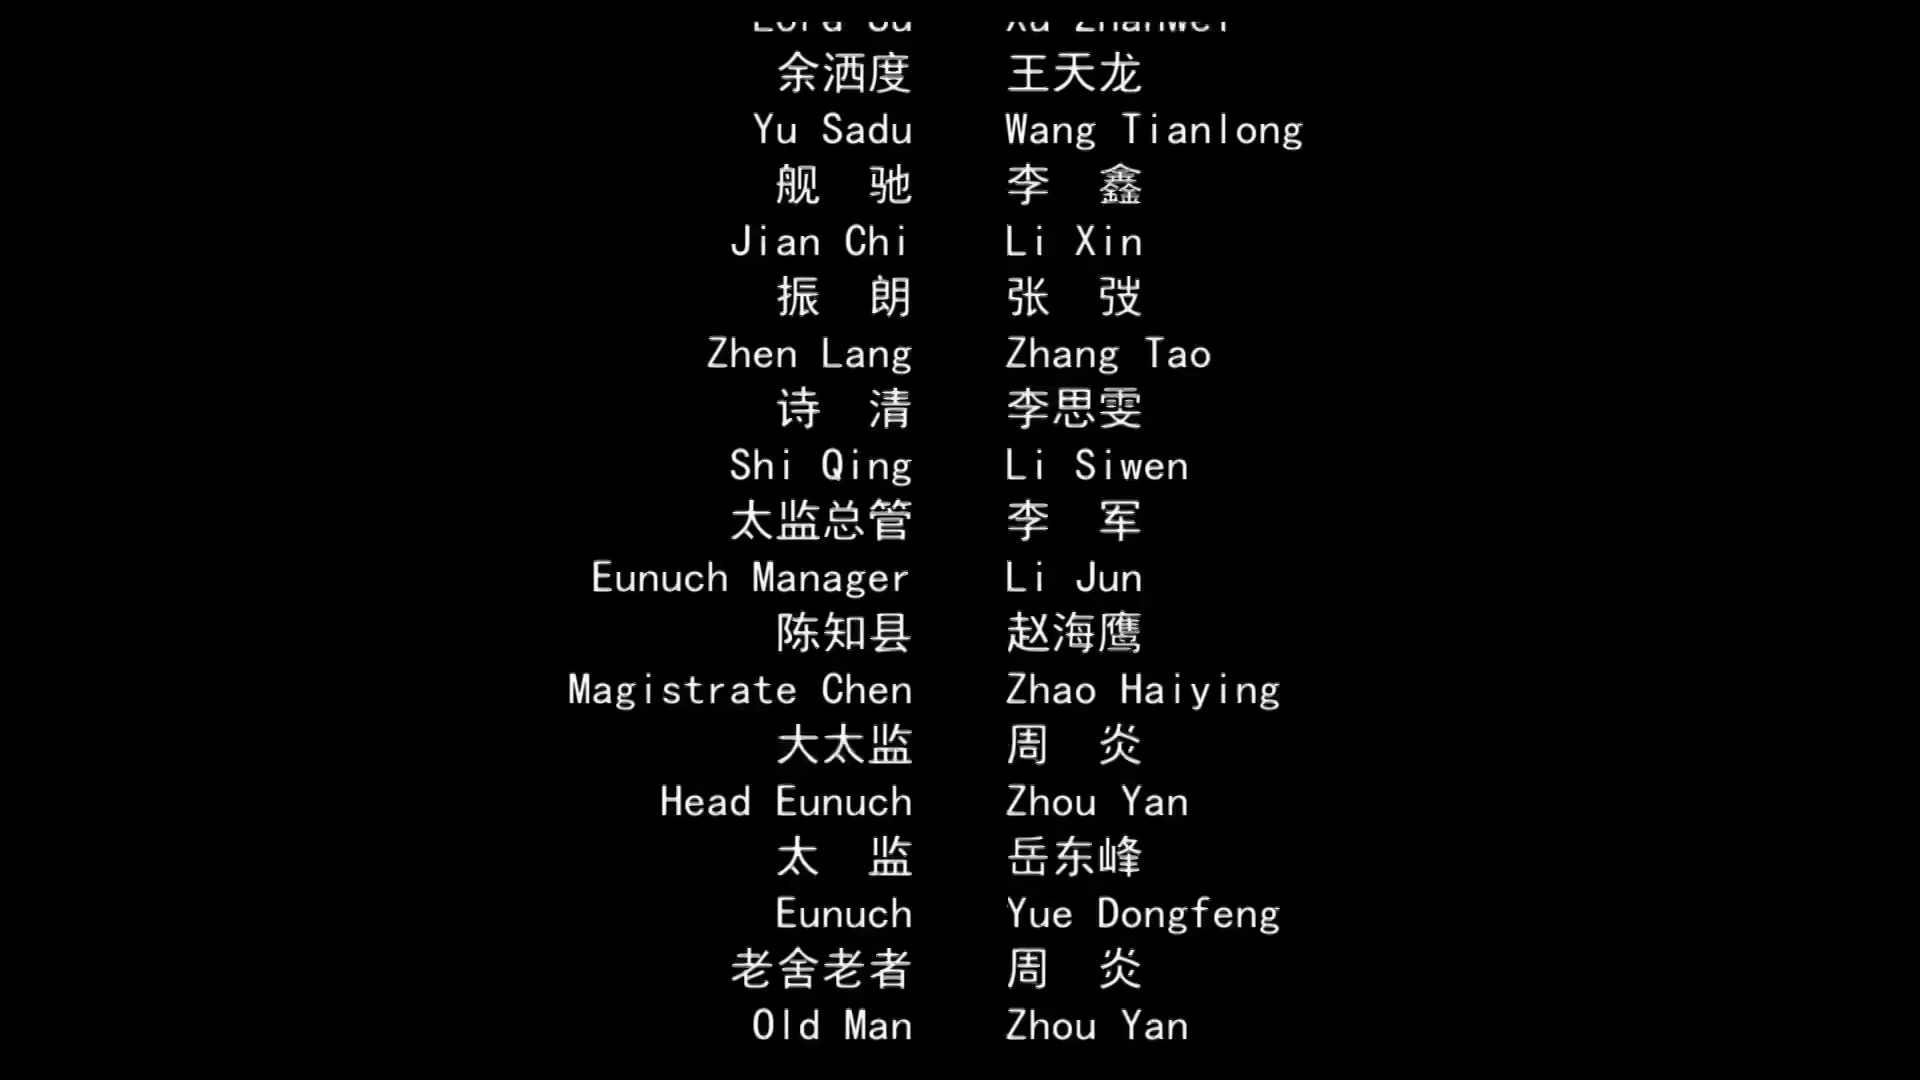 余洒度 王天龙
Yu Sadu Wang Tianlong
舰 驰 李 鑫
Jian Chi Li Xin
振 朗 张 弢
Zhen Lang Zhang Tao
诗 清 李思雯
Shi Qing Li Siwen
太监总管 李 军
Eunuch Manager Li Jun
陈知县 赵海鹰
Magistrate Chen Zhao Haiying
大太监 周 炎
Head Eunuch Zhou Yan
太 监 岳东峰
Eunuch Yue Dongfeng
老舍老者 周 炎
Old Man Zhou Yan